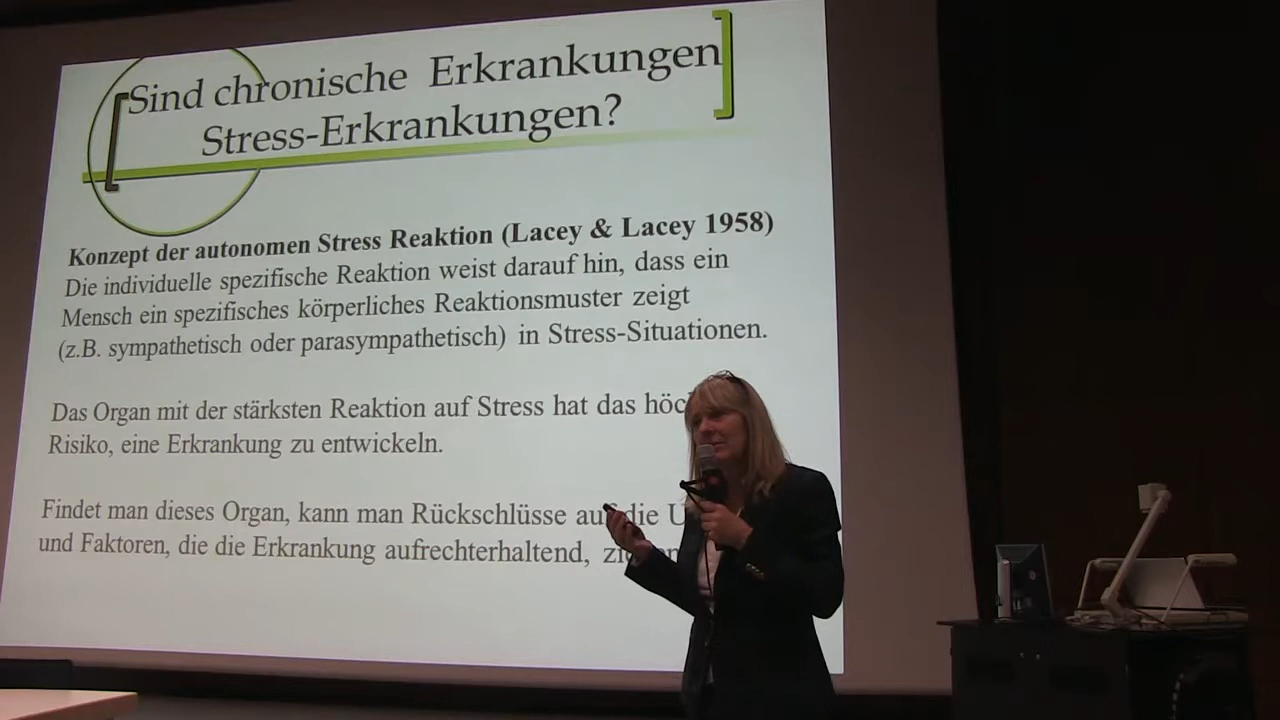 Sind chronische Erkrankungen
Stress-Erkrankungen?
Konzept der autonomen Stress Reaktion (Lacey & Lacey 1958)
Die individuelle spezifische Reaktion weist darauf hin, dass ein
Mensch ein spezifisches körperliches Reaktionsmuster zeigt
(z.B. sympathetisch oder parasympathetisch) in Stress-Situationen.
Das Organ mit der stärksten Reaktion auf Stress hat das
Risiko, eine Erkrankung zu entwickeln.
Findet man dieses Organ, kann man Rückschlüsse auf die
und Faktoren, die die Erkrankung aufrechterhaltend,